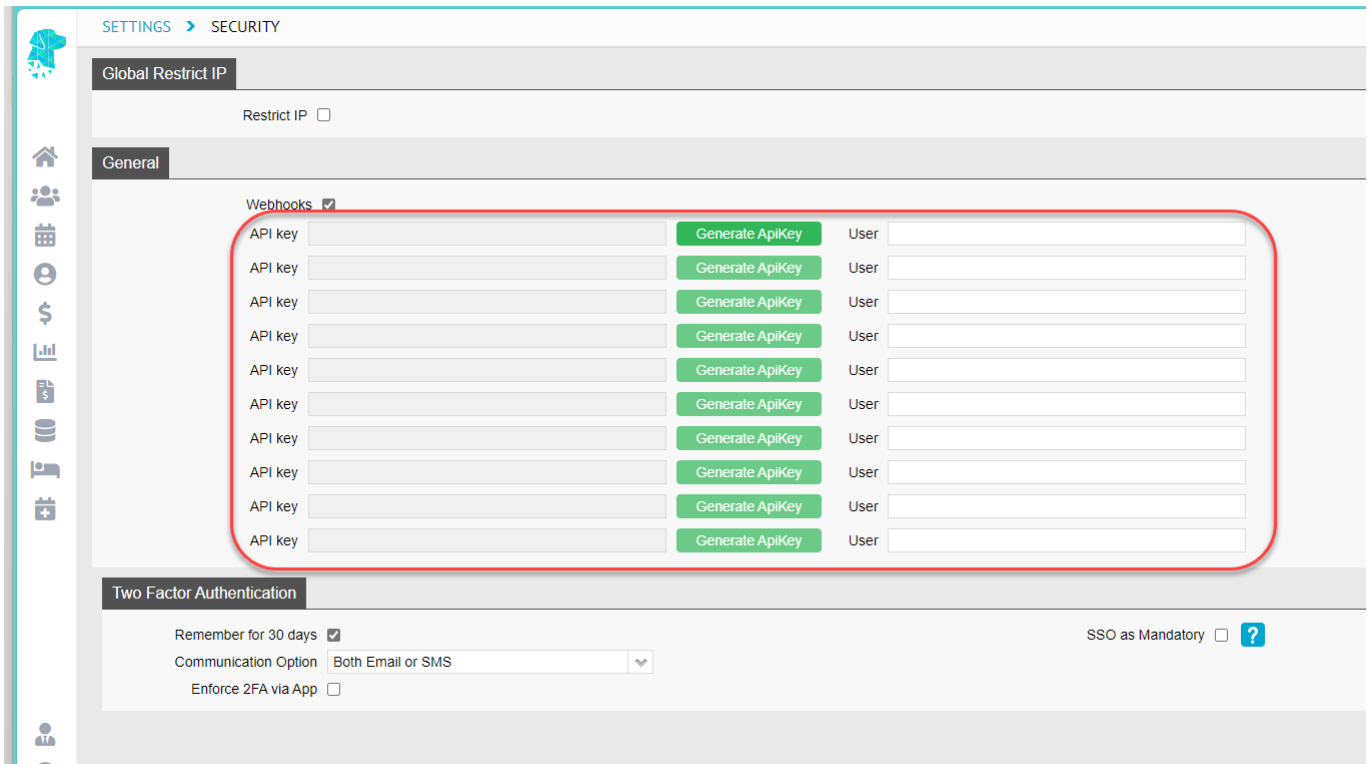 SETTINGS > SECURITY
Global Restrict IP
Restrict IP
General
Webhooks
API key Generate ApiKey User
API key Generate ApiKey User
API key Generate ApiKey User
API key Generate ApiKey User
API key Generate ApiKey User
API key Generate ApiKey User
API key Generate ApiKey User
API key Generate ApiKey User
API key Generate ApiKey User
API key Generate ApiKey User
Two Factor Authentication
Remember for 30 days SSO as Mandatory ?
Communication Option Both Email or SMS
Enforce 2FA via App